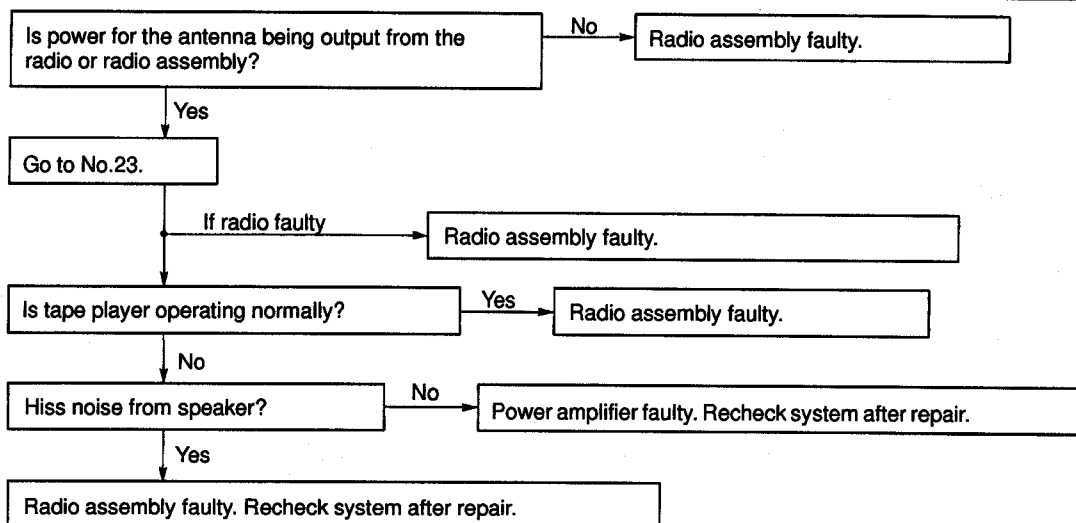 Is power for the antenna being output from the
radio or radio assembly?
No
Radio assembly faulty.
Yes
Go to No.23.
If radio faulty
Radio assembly faulty.
Is tape player operating normally?
Yes
Radio assembly faulty.
No
Hiss noise from speaker?
No
Power amplifier faulty. Recheck system after repair.
Yes
Radio assembly faulty. Recheck system after repair.